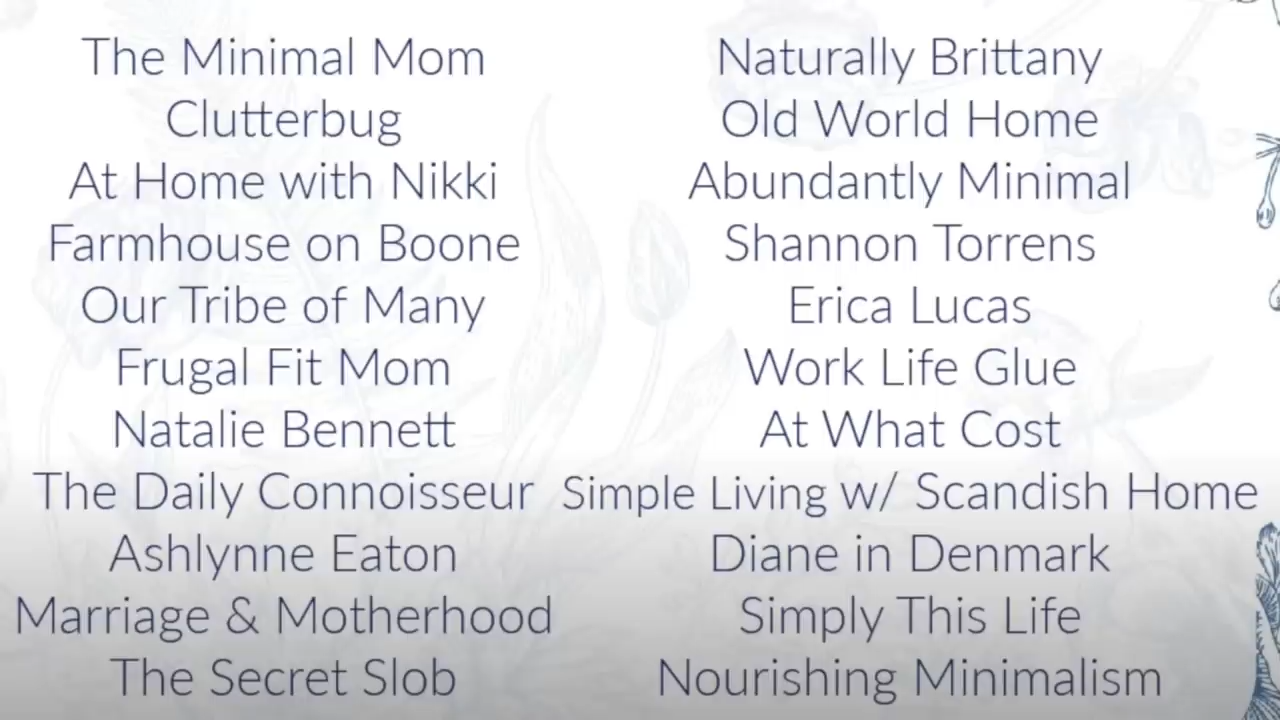 The Minimal Mom
Clutterbug
At Home with Nikki
Farmhouse on Boone
Our Tribe of Many
Frugal Fit Mom
Natalie Bennett
The Daily Connoisseur
Ashlynne Eaton
Marriage & Motherhood
The Secret Slob
Naturally Brittany
Old World Home
Abundantly Minimal
Shannon Torrens
Erica Lucas
Work Life Glue
At What Cost
Simple Living w/ Scandish Home
Diane in Denmark
Simply This Life
Nourishing Minimalism